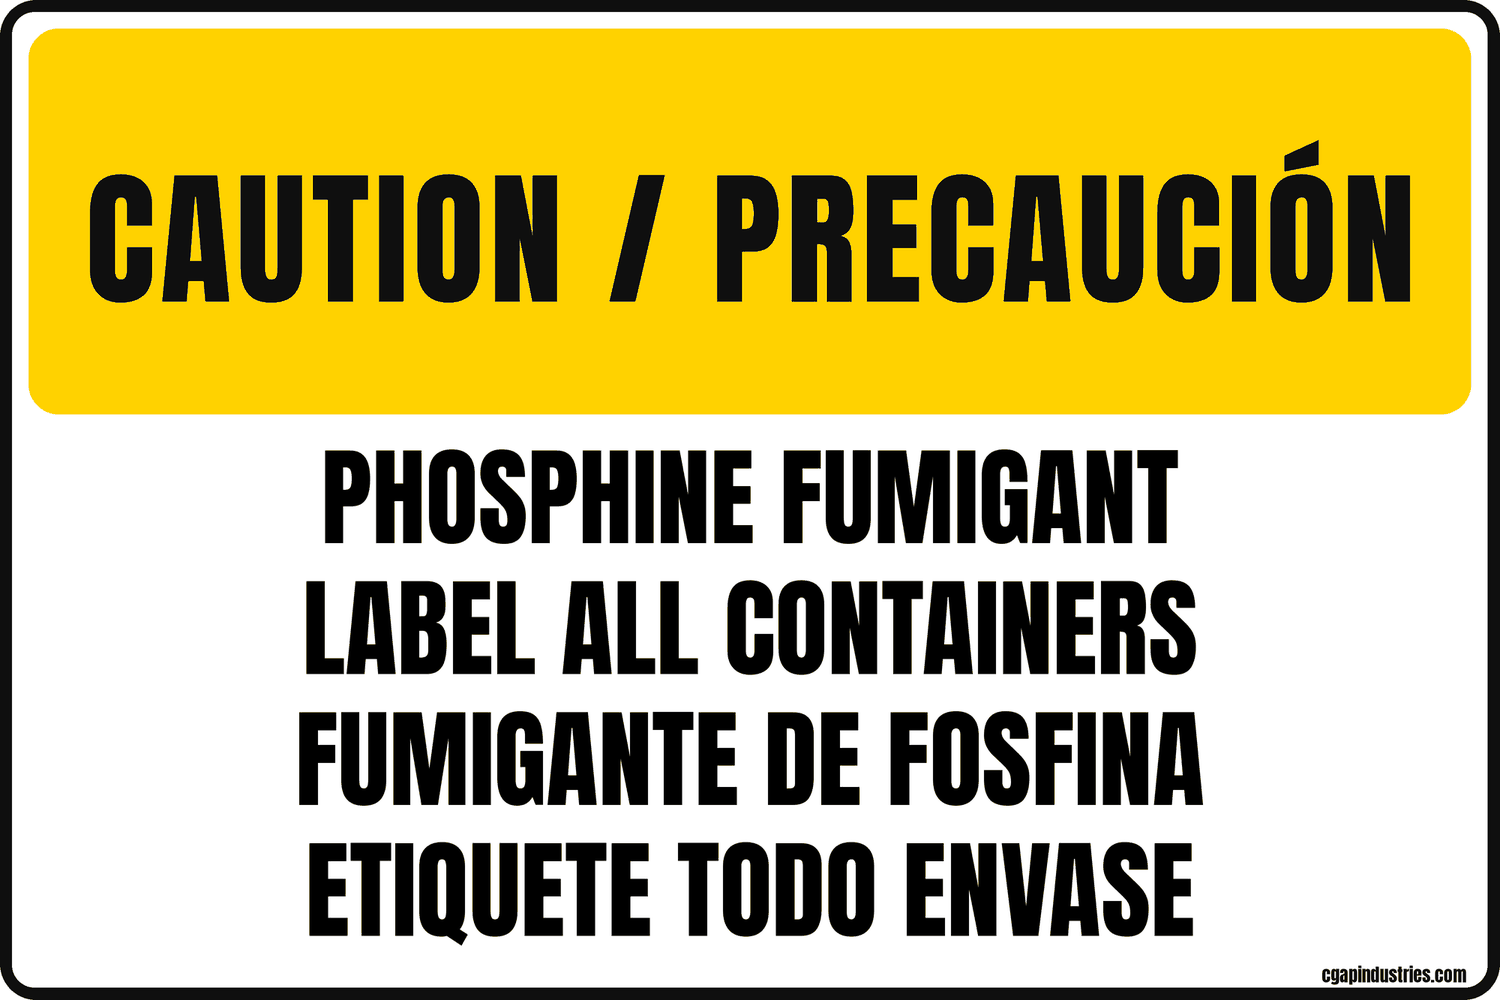 CAUTION / PRECAUCIÓN
PHOSPHINE FUMIGANT
LABEL ALL CONTAINERS
FUMIGANTE DE FOSFINA
ETIQUETE TODO ENVASE
cgapindustries.com